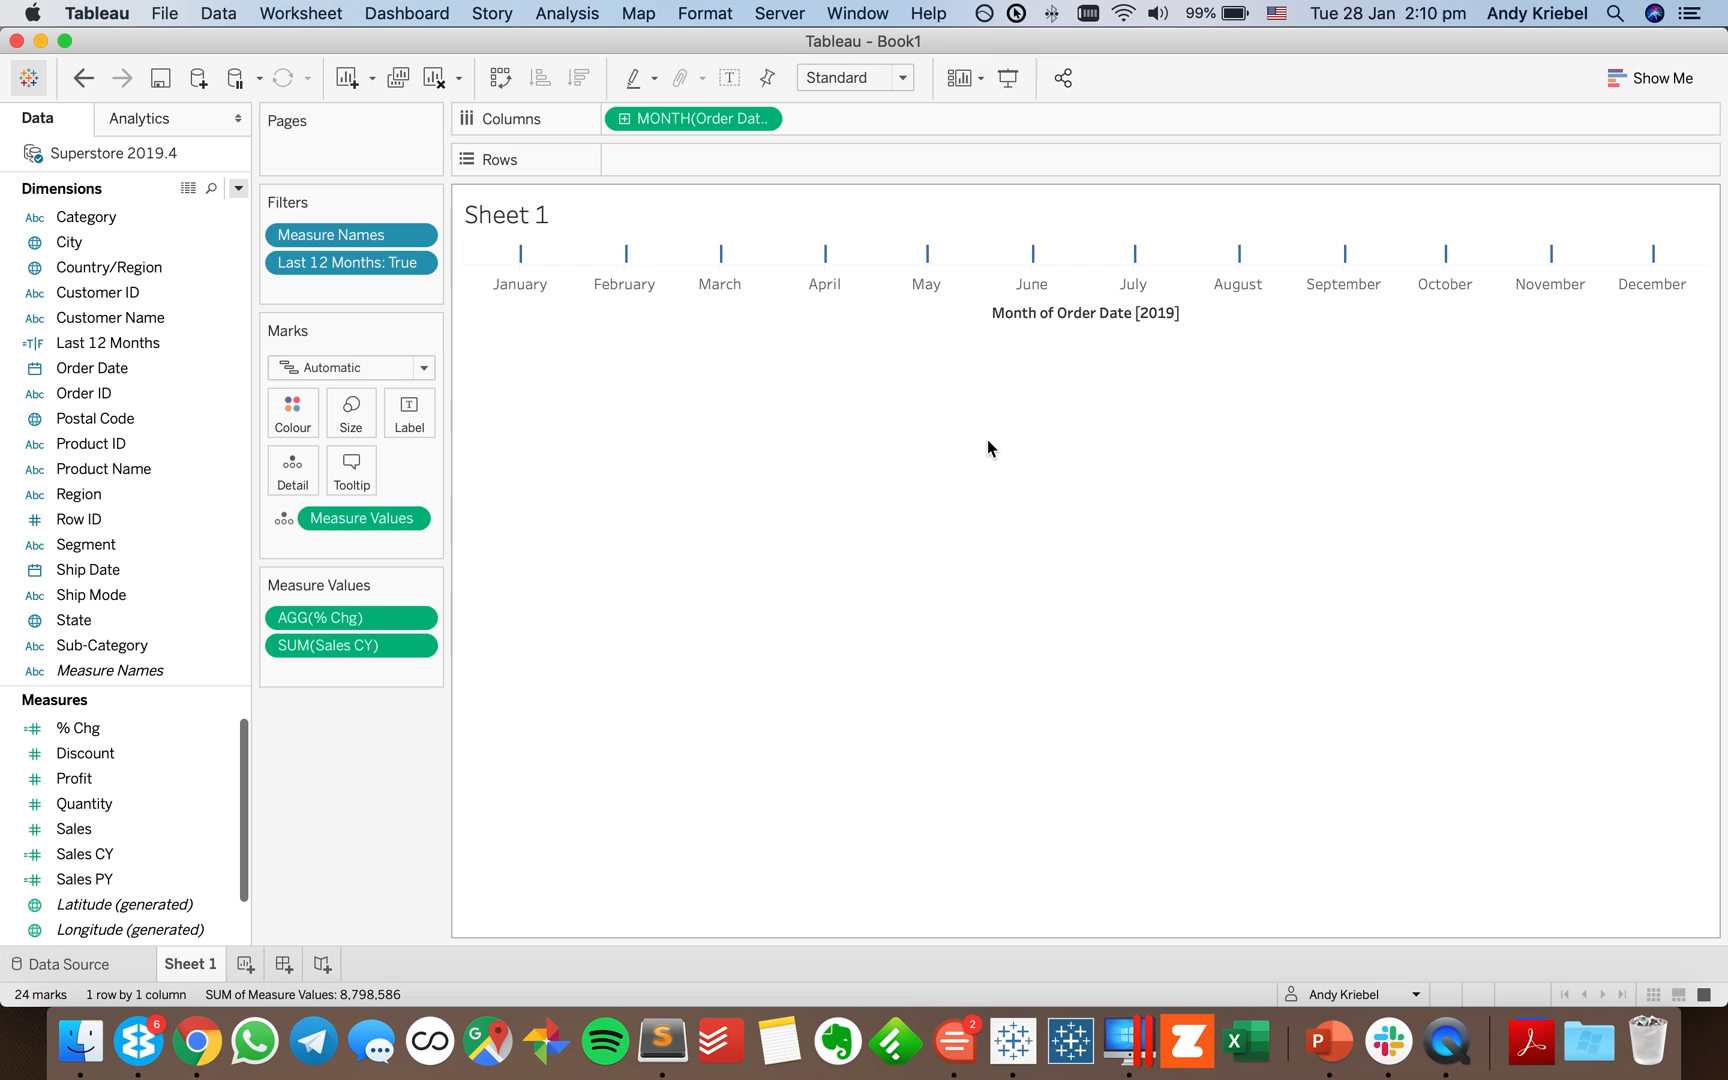 Tableau File Data Worksheet Dashboard Story Analysis Map Format Server Window Help 99% Tue 28 Jan 2:10 pm Andy Kriebel
Tableau - Book1
Standard
Show Me
Data Analytics
Superstore 2019.4
Dimensions
Abc Category
City
Country/Region
Abc Customer ID
Abc Customer Name
=T|F Last 12 Months
Order Date
Abc Order ID
Postal Code
Abc Product ID
Abc Product Name
Abc Region
# Row ID
Abc Segment
Ship Date
Abc Ship Mode
State
Abc Sub-Category
Abc Measure Names
Measures
=# % Chg
# Discount
# Profit
# Quantity
# Sales
=# Sales CY
=# Sales PY
Latitude (generated)
Longitude (generated)
Pages
Filters
Measure Names
Last 12 Months: True
Marks
Automatic
Colour Size Label
Detail Tooltip
Measure Values
Measure Values
AGG(% Chg)
SUM(Sales CY)
Columns MONTH(Order Dat..
Rows
Sheet 1
January February March April May June July August September October November December
Month of Order Date [2019]
Data Source Sheet 1
24 marks 1 row by 1 column SUM of Measure Values: 8,798,586 Andy Kriebel
6
2